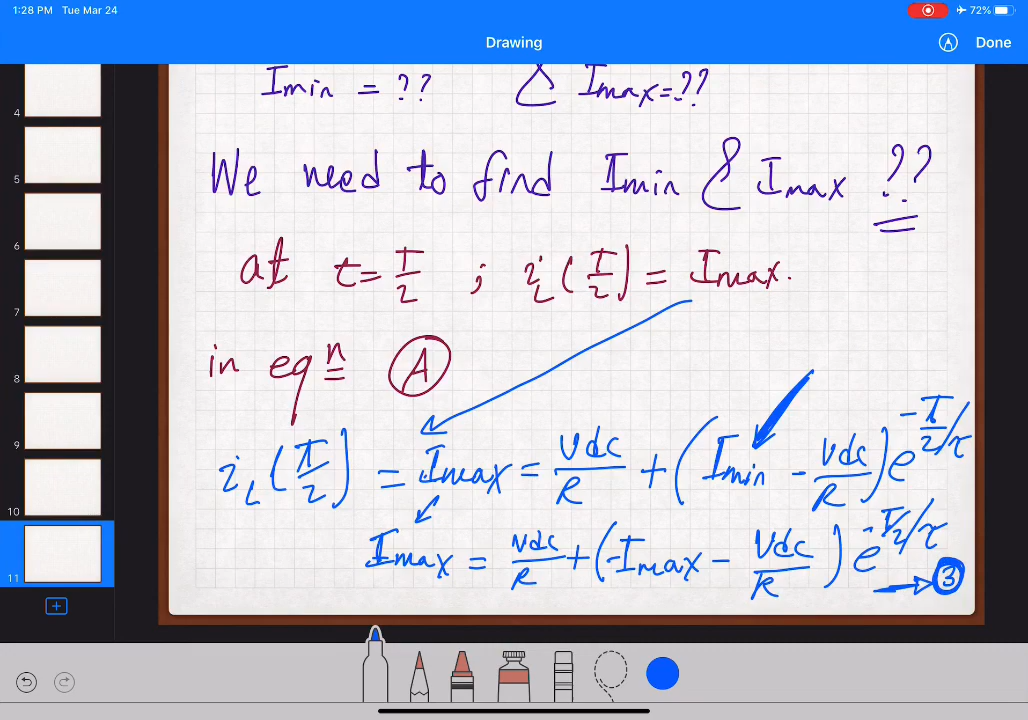 1:28 PM Tue Mar 24 72%
Drawing Done
4
5
6
7
8
9
10
11
Imin = ?? & Imax=??
We need to find Imin & Imax ??
at t= T/2 ; iL (T/2) = Imax.
in eqn A
iL (T/2) = Imax = Vdc/R + (Imin - Vdc/R) e^-T/2/τ
Imax = Vdc/R + (-Imax - Vdc/R) e^-T/2/τ → 3